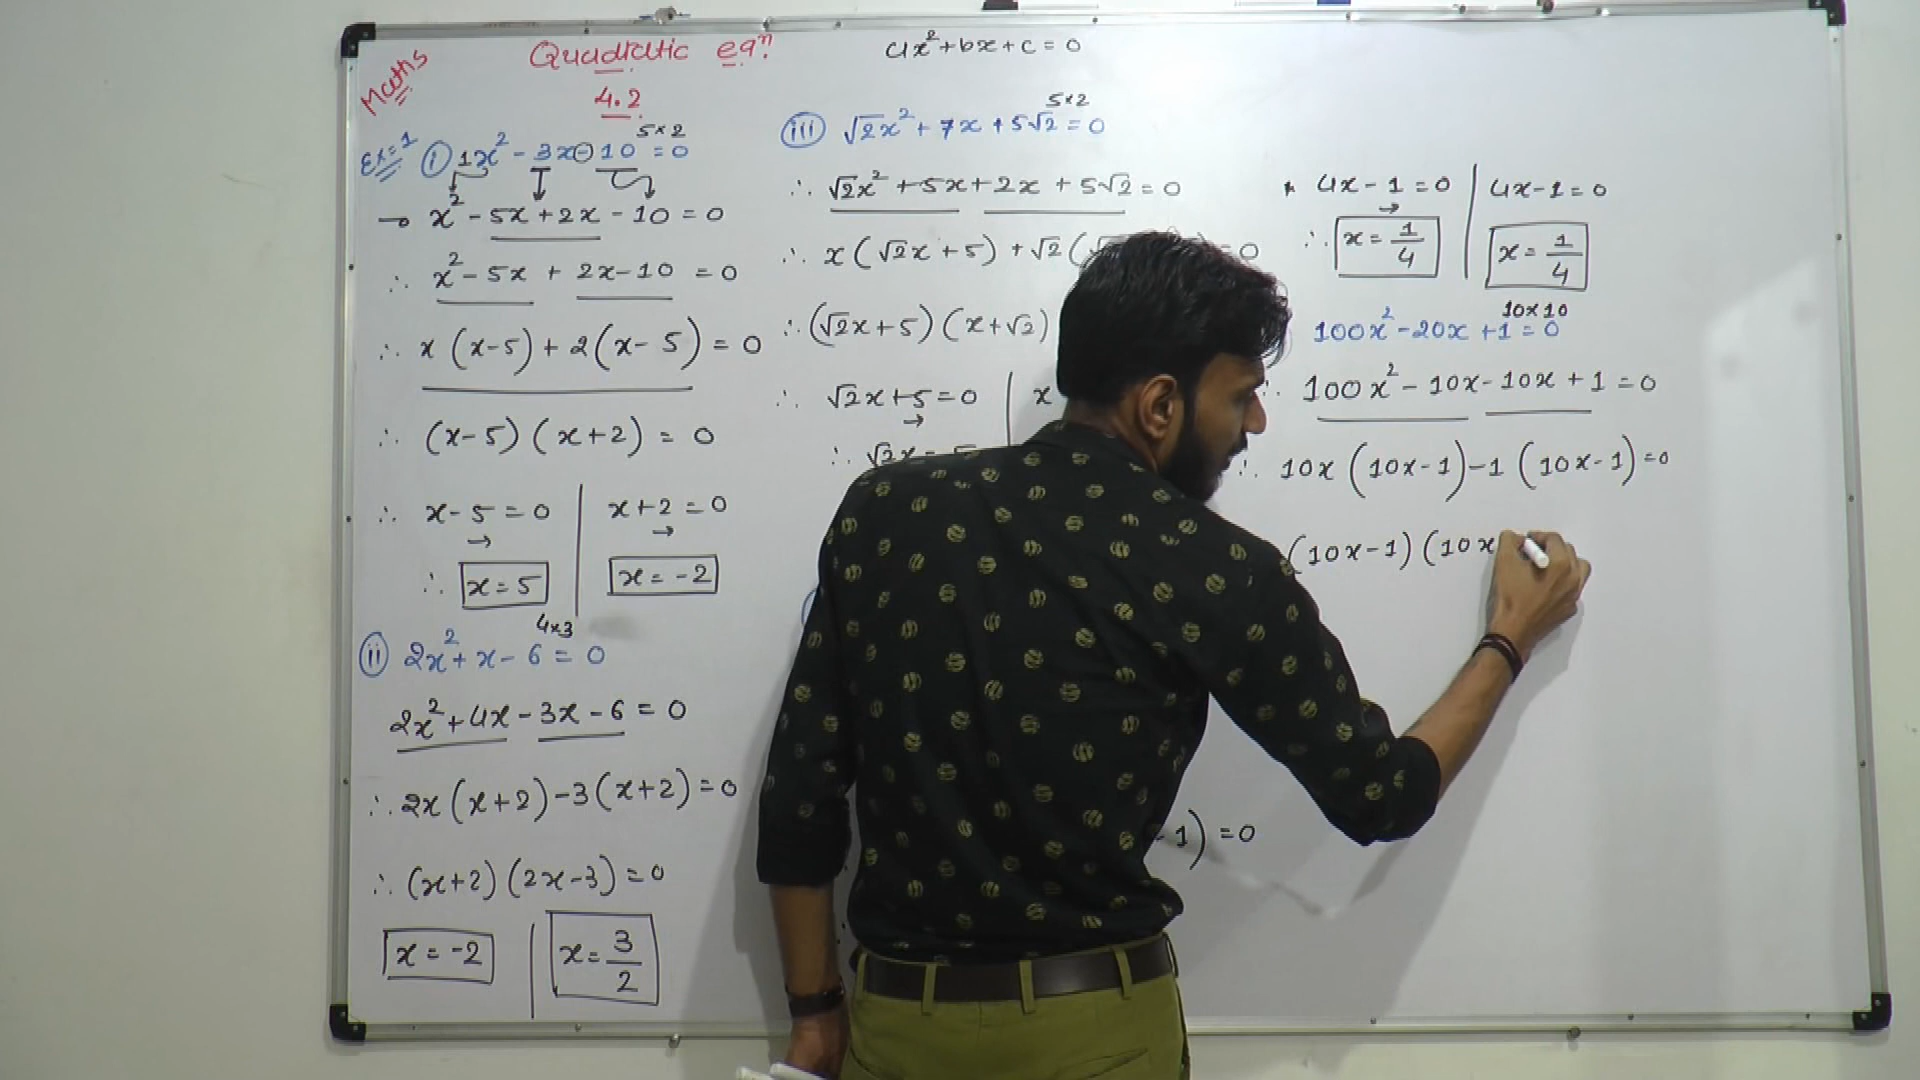 Maths
Quadratic eqⁿ.
4.2
ax² + bx + c = 0
Ex=1
5×2
(i) 1x² - 3x - 10 = 0
→ x² - 5x + 2x - 10 = 0
∴ x² - 5x + 2x - 10 = 0
∴ x (x-5) + 2 (x-5) = 0
∴ (x-5) (x+2) = 0
∴ x - 5 = 0 | x + 2 = 0
∴ x = 5 | x = -2
4×3
(ii) 2x² + x - 6 = 0
2x² + 4x - 3x - 6 = 0
∴ 2x (x+2) - 3 (x+2) = 0
∴ (x+2) (2x-3) = 0
x = -2 | x = 3/2
5×2
(iii) √2x² + 7x + 5√2 = 0
∴ √2x² + 5x + 2x + 5√2 = 0
∴ x (√2x + 5) + √2 ( = 0
∴ (√2x + 5) (x + √2)
∴ √2x + 5 = 0 | x
∴ √2x =
- 1) = 0
4x - 1 = 0 | 4x - 1 = 0
∴ x = 1/4 | x = 1/4
10×10
100x² - 20x + 1 = 0
∴ 100x² - 10x - 10x + 1 = 0
∴ 10x (10x - 1) - 1 (10x - 1) = 0
(10x - 1) (10x